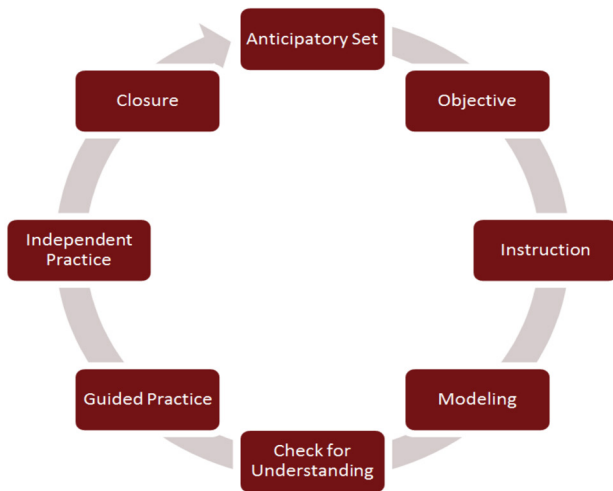 Anticipatory Set
Objective
Instruction
Modeling
Check for
Understanding
Guided Practice
Independent
Practice
Closure